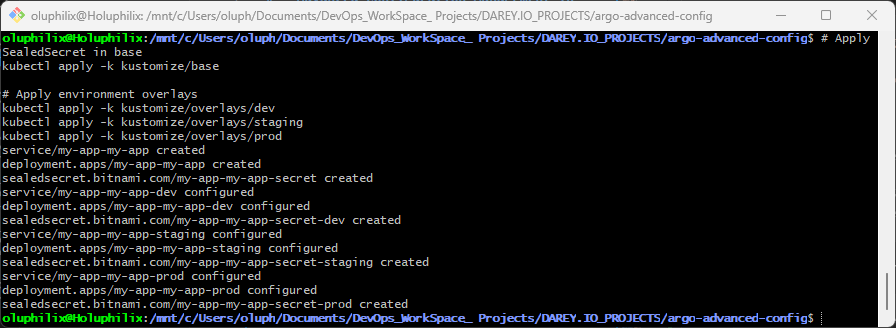 oluphilix@Holuphilix: /mnt/c/Users/oluph/Documents/DevOps_WorkSpace_ Projects/DAREY.IO_PROJECTS/argo-advanced-config
oluphilix@Holuphilix:/mnt/c/Users/oluph/Documents/DevOps_WorkSpace_ Projects/DAREY.IO_PROJECTS/argo-advanced-config$ # Apply
SealedSecret in base
kubectl apply -k kustomize/base
# Apply environment overlays
kubectl apply -k kustomize/overlays/dev
kubectl apply -k kustomize/overlays/staging
kubectl apply -k kustomize/overlays/prod
service/my-app-my-app created
deployment.apps/my-app-my-app created
sealedsecret.bitnami.com/my-app-my-app-secret created
service/my-app-my-app-dev configured
deployment.apps/my-app-my-app-dev configured
sealedsecret.bitnami.com/my-app-my-app-secret-dev created
service/my-app-my-app-staging configured
deployment.apps/my-app-my-app-staging configured
sealedsecret.bitnami.com/my-app-my-app-secret-staging created
service/my-app-my-app-prod configured
deployment.apps/my-app-my-app-prod configured
sealedsecret.bitnami.com/my-app-my-app-secret-prod created
oluphilix@Holuphilix:/mnt/c/Users/oluph/Documents/DevOps_WorkSpace_ Projects/DAREY.IO_PROJECTS/argo-advanced-config$